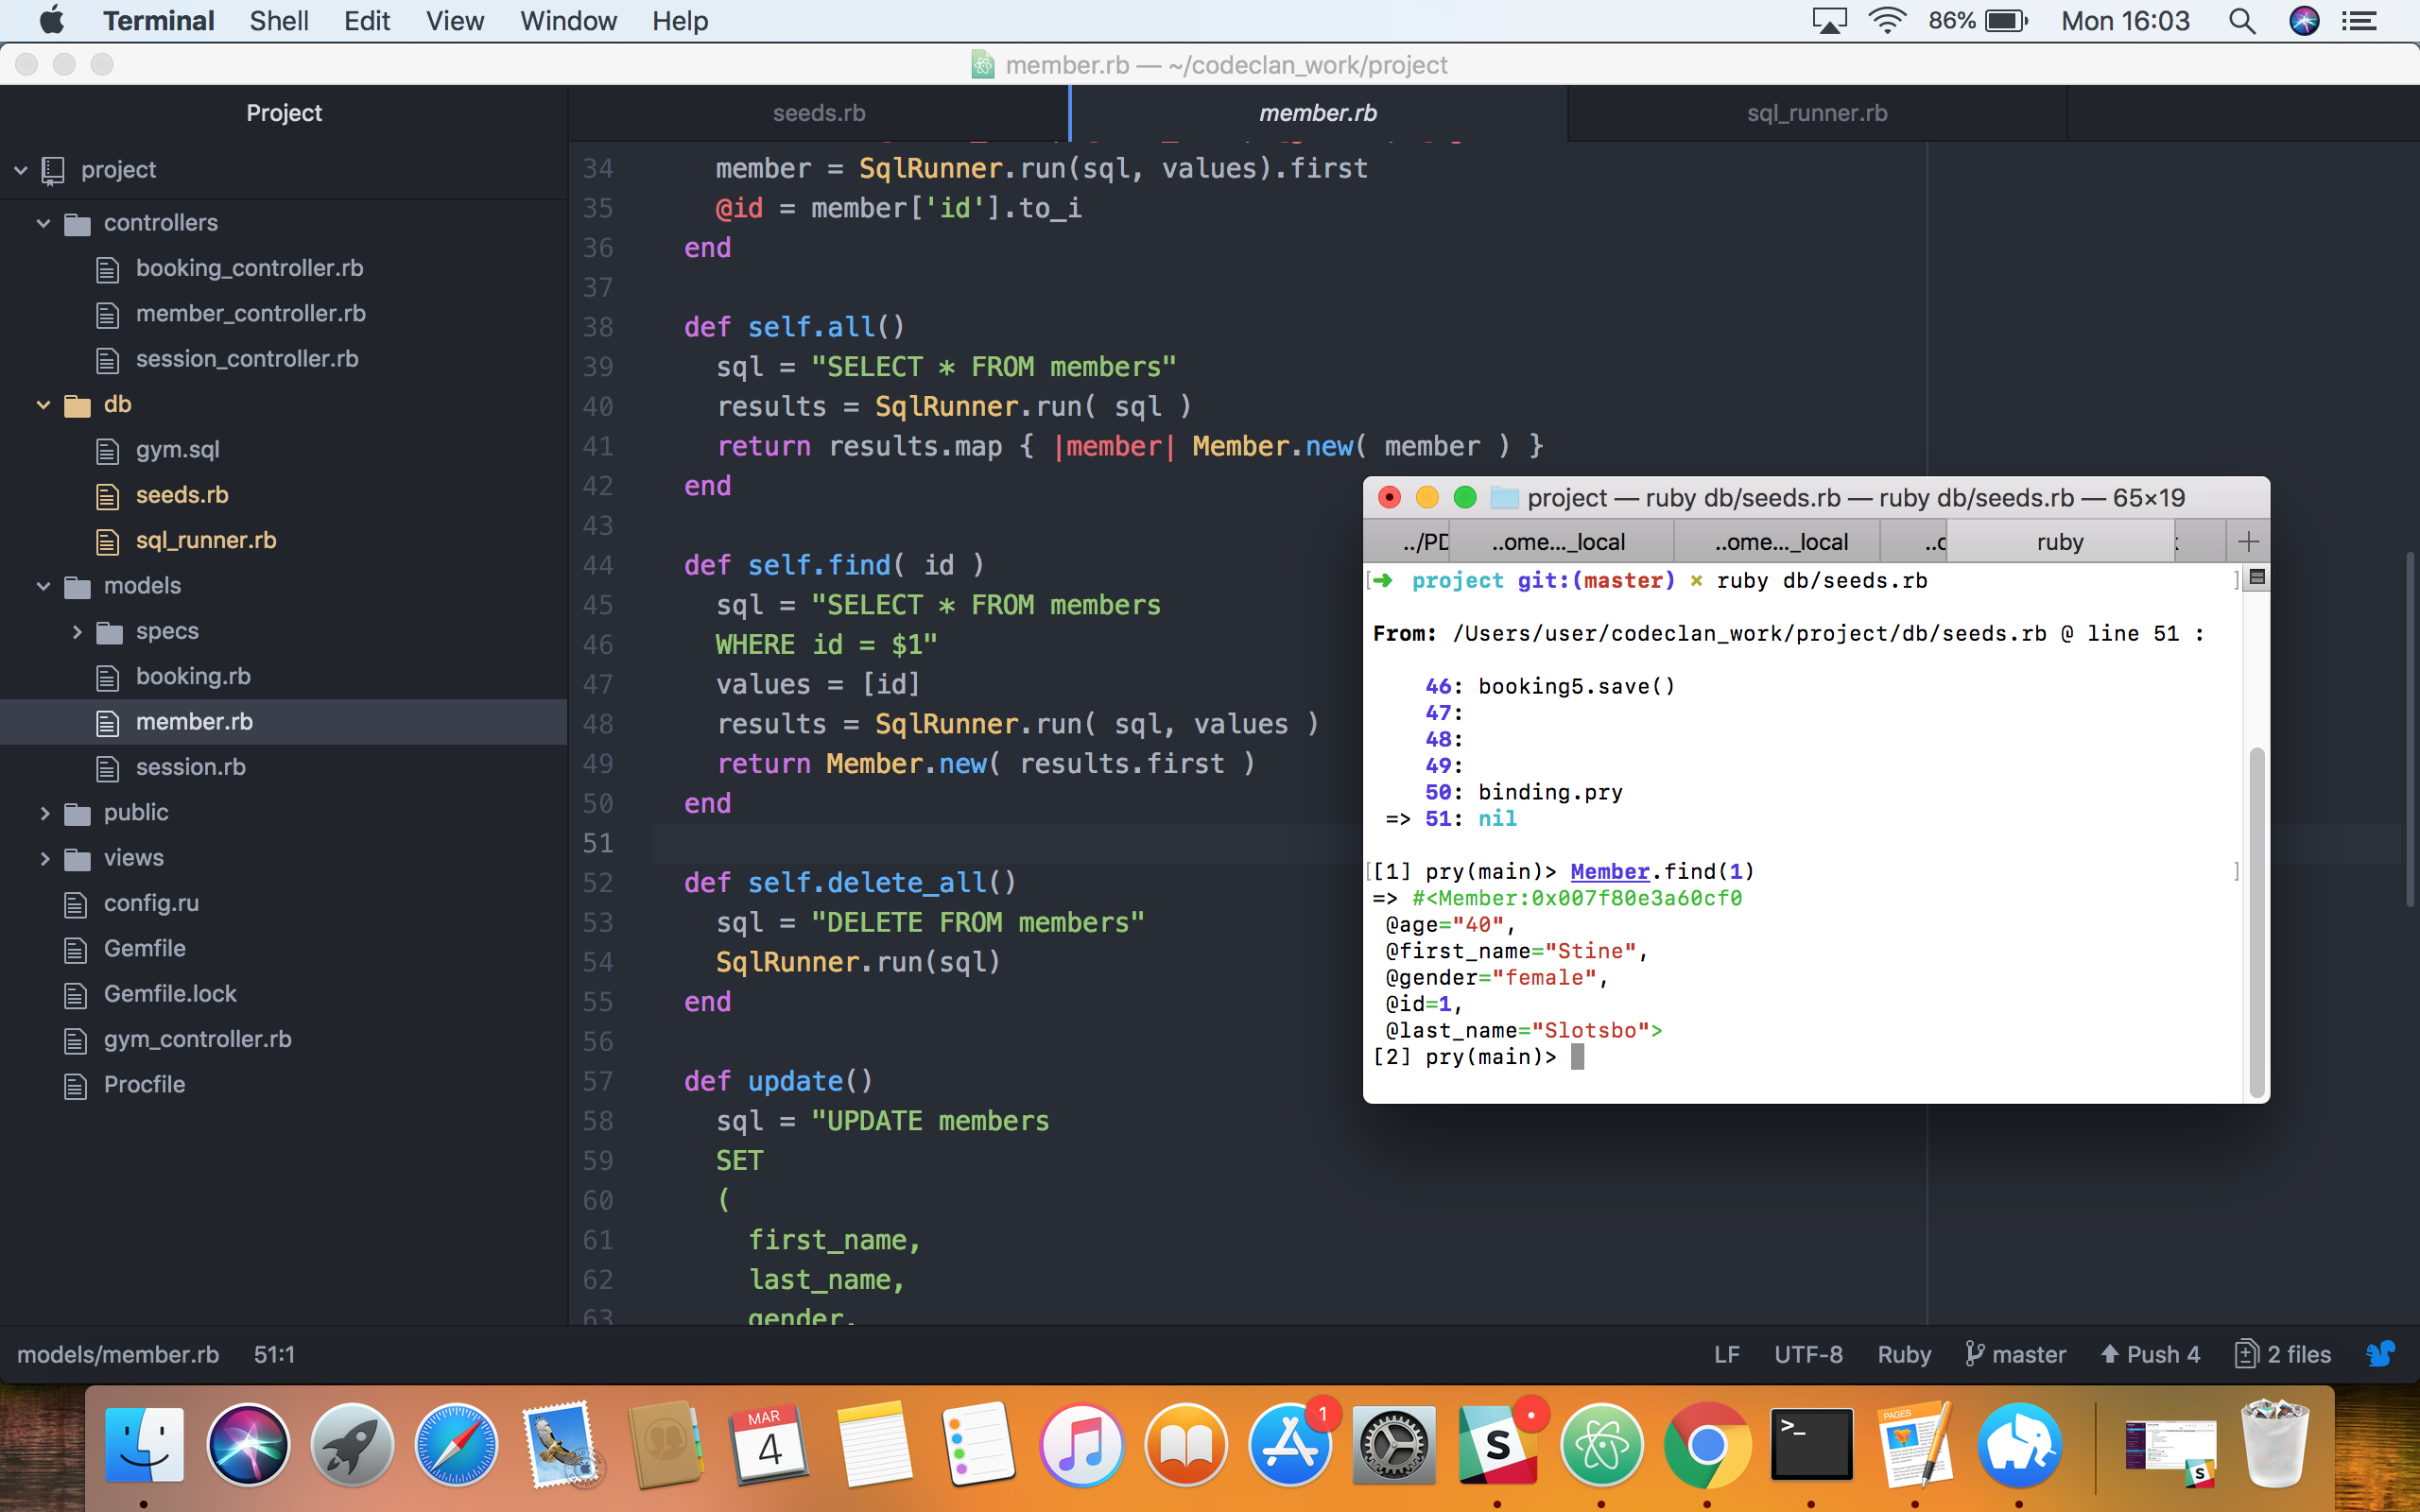 Terminal Shell Edit View Window Help 86% Mon 16:03
member.rb — ~/codeclan_work/project
Project
seeds.rb
member.rb
sql_runner.rb
project
controllers
booking_controller.rb
member_controller.rb
session_controller.rb
db
gym.sql
seeds.rb
sql_runner.rb
models
specs
booking.rb
member.rb
session.rb
public
views
config.ru
Gemfile
Gemfile.lock
gym_controller.rb
Procfile
34 member = SqlRunner.run(sql, values).first
35 @id = member['id'].to_i
36 end
37
38 def self.all()
39 sql = "SELECT * FROM members"
40 results = SqlRunner.run( sql )
41 return results.map { |member| Member.new( member ) }
42 end
43
44 def self.find( id )
45 sql = "SELECT * FROM members
46 WHERE id = $1"
47 values = [id]
48 results = SqlRunner.run( sql, values )
49 return Member.new( results.first )
50 end
51
52 def self.delete_all()
53 sql = "DELETE FROM members"
54 SqlRunner.run(sql)
55 end
56
57 def update()
58 sql = "UPDATE members
59 SET
60 (
61 first_name,
62 last_name,
63 gender,
project — ruby db/seeds.rb — ruby db/seeds.rb — 65×19
../PD ..ome..._local ..ome..._local ..c ruby
[➜ project git:(master) × ruby db/seeds.rb ]
From: /Users/user/codeclan_work/project/db/seeds.rb @ line 51 :
46: booking5.save()
47:
48:
49:
50: binding.pry
=> 51: nil
[[1] pry(main)> Member.find(1) ]
=> #<Member:0x007f80e3a60cf0
@age="40",
@first_name="Stine",
@gender="female",
@id=1,
@last_name="Slotsbo">
[2] pry(main)>
models/member.rb 51:1 LF UTF-8 Ruby master Push 4 2 files
MAR
4
1
S
>_
PAGES
S